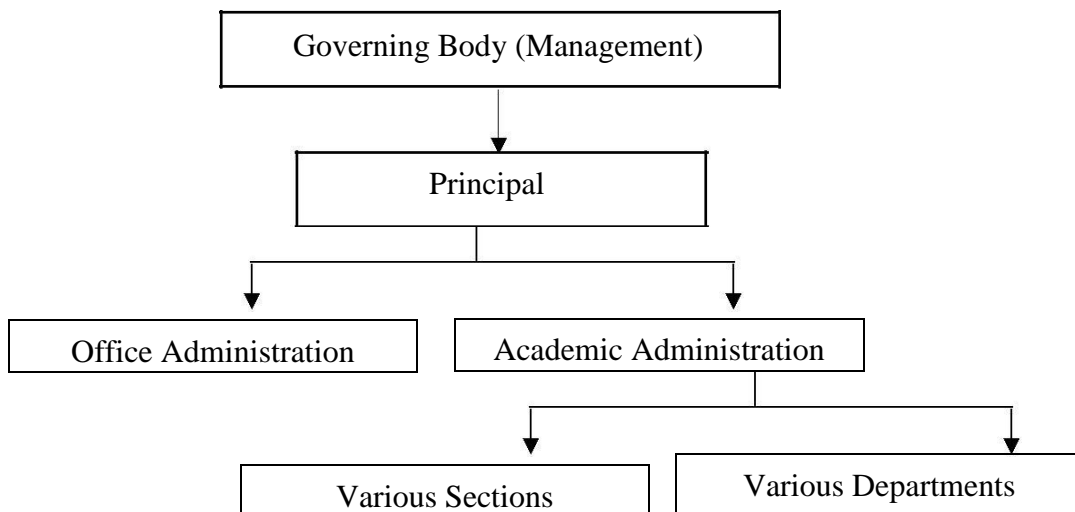 Governing Body (Management)
Principal
Office Administration
Academic Administration
Various Sections
Various Departments